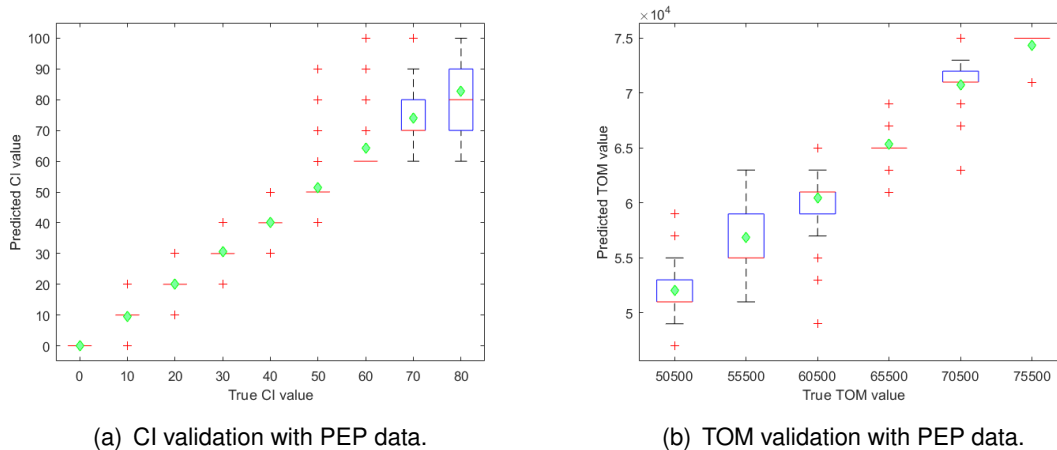 100
90
80
70
60
50
40
30
20
10
0
Predicted CI value
0 10 20 30 40 50 60 70 80
True CI value
(a) CI validation with PEP data.
×10⁴
7.5
7
6.5
6
5.5
5
Predicted TOM value
50500 55500 60500 65500 70500 75500
True TOM value
(b) TOM validation with PEP data.